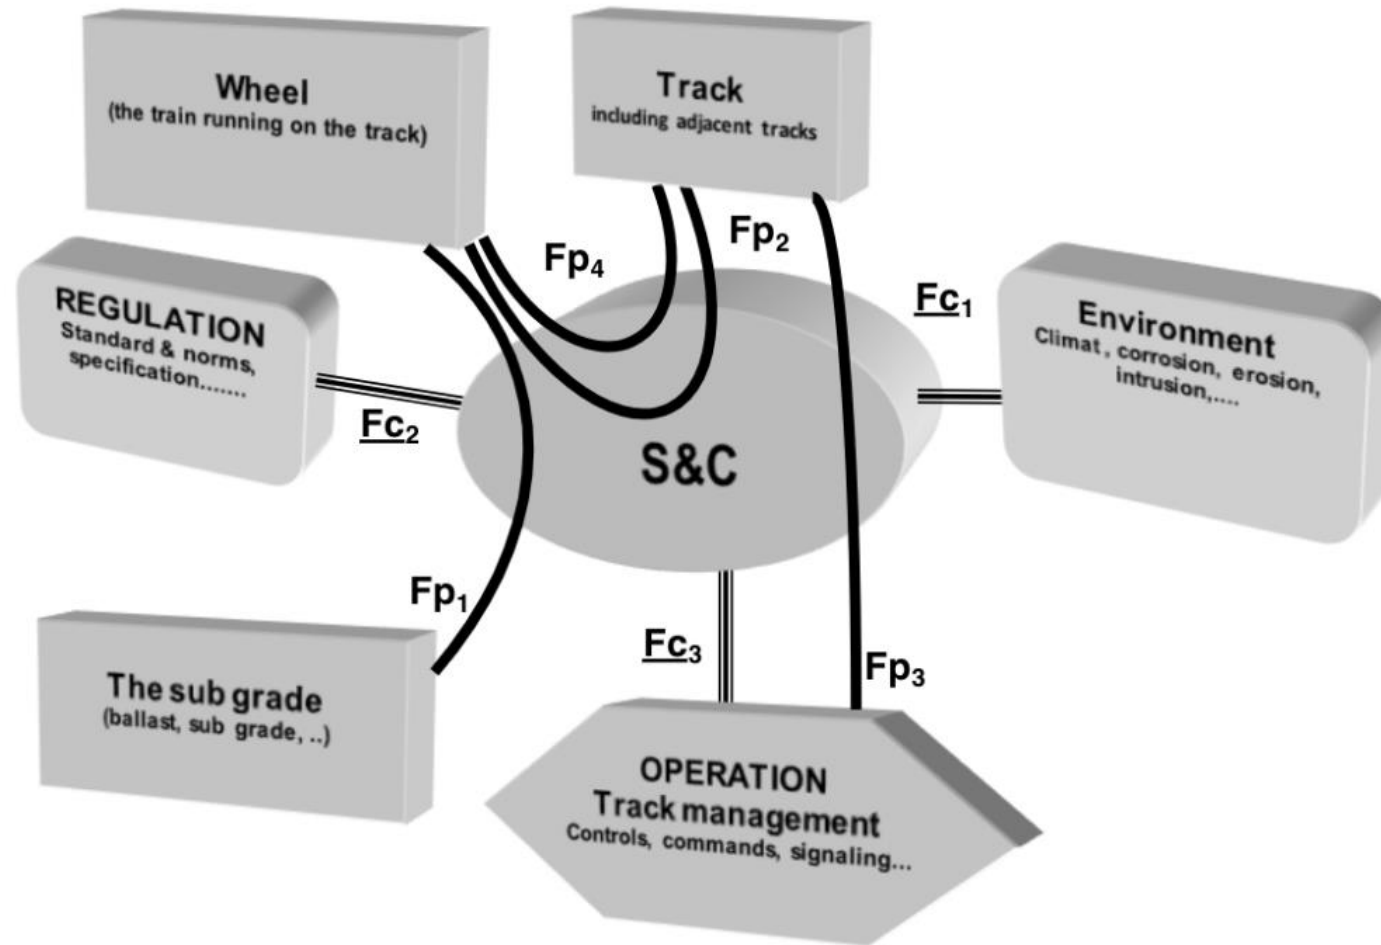 Wheel
(the train running on the track)
Track
including adjacent tracks
Fp₄
Fp₂
REGULATION
Standard & norms,
specification.......
Fc₂
Fc₁
Environment
Climat, corrosion, erosion,
intrusion,....
S&C
Fp₁
The sub grade
(ballast, sub grade, ..)
Fc₃
Fp₃
OPERATION
Track management
Controls, commands, signaling...